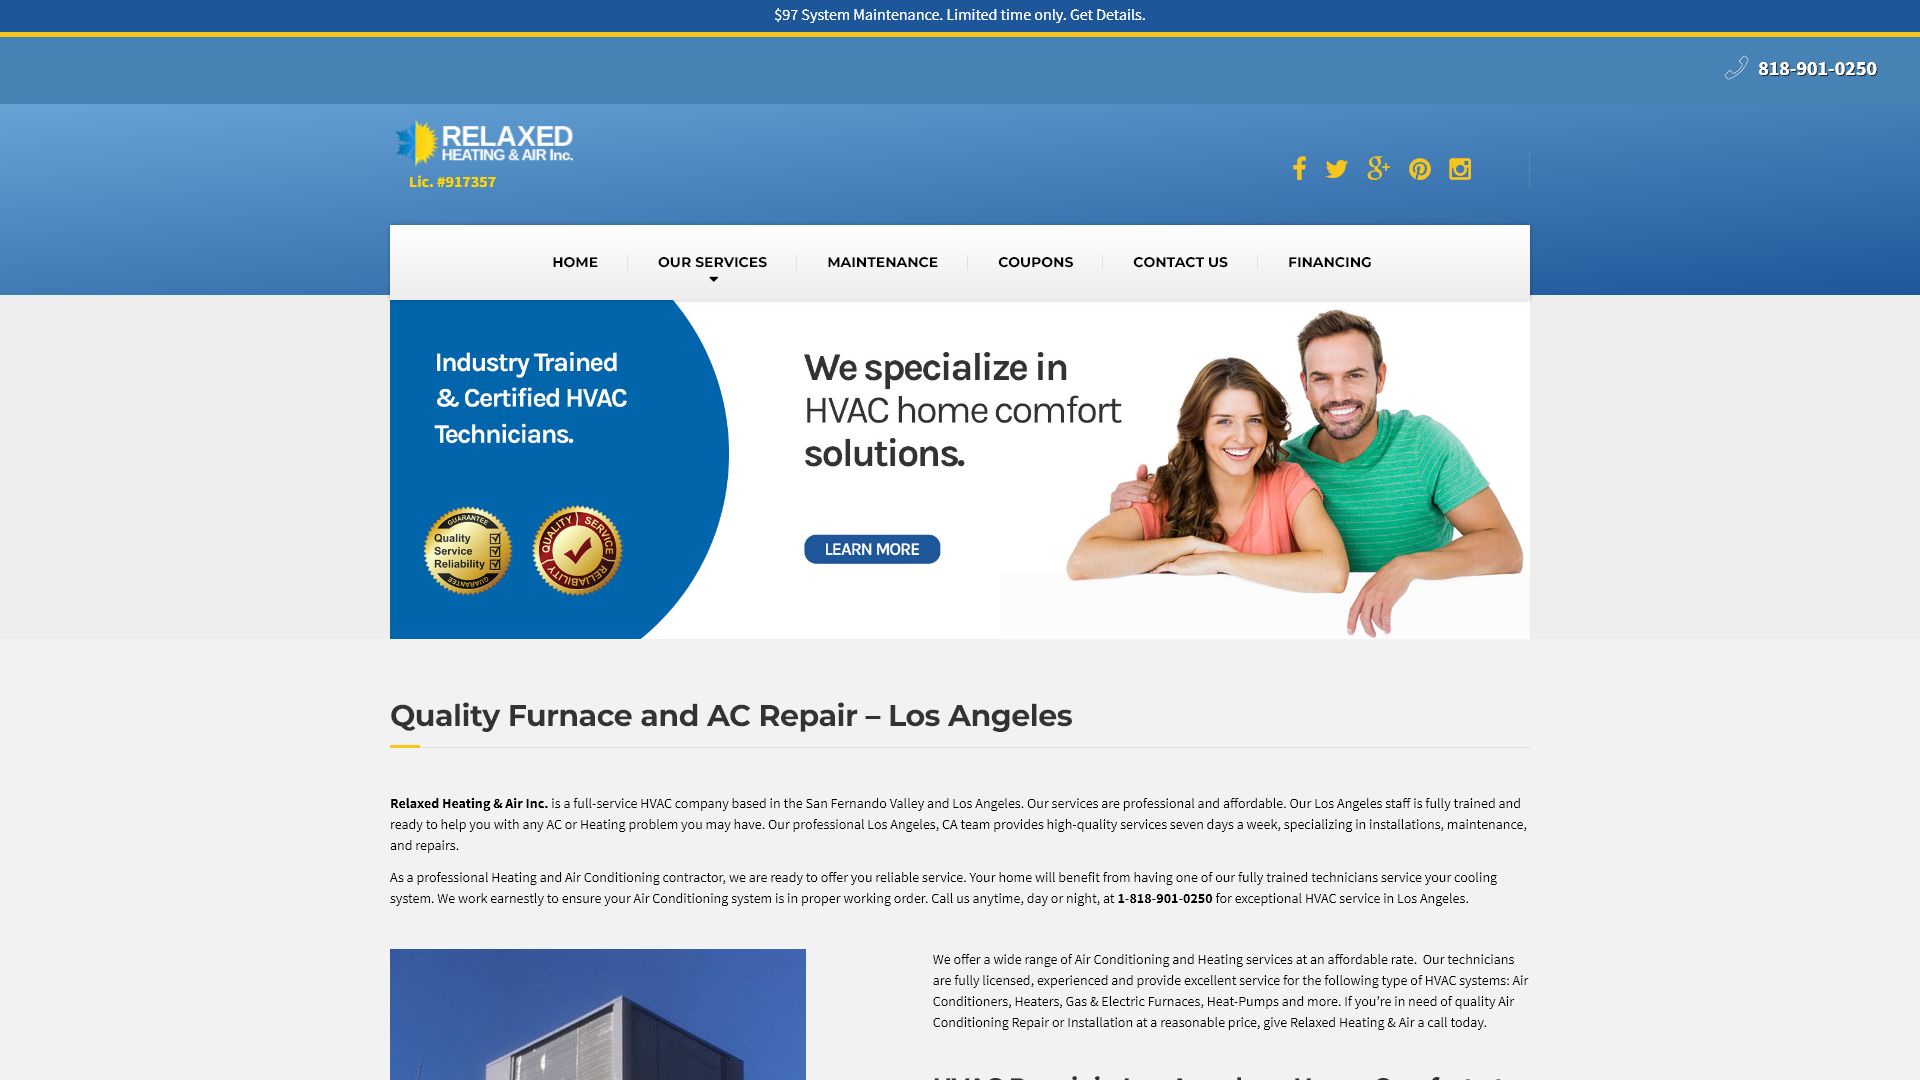 $97 System Maintenance. Limited time only. Get Details.
818-901-0250
RELAXED
HEATING & AIR Inc.
Lic. #917357
HOME
OUR SERVICES
MAINTENANCE
COUPONS
CONTACT US
FINANCING
Industry Trained
& Certified HVAC
Technicians.
GUARANTEE
Quality
Service
Reliability
GUARANTEE
QUALITY
SERVICE
RELIABILITY
We specialize in
HVAC home comfort
solutions.
LEARN MORE
Quality Furnace and AC Repair – Los Angeles
Relaxed Heating & Air Inc. is a full-service HVAC company based in the San Fernando Valley and Los Angeles. Our services are professional and affordable. Our Los Angeles staff is fully trained and
ready to help you with any AC or Heating problem you may have. Our professional Los Angeles, CA team provides high-quality services seven days a week, specializing in installations, maintenance,
and repairs.
As a professional Heating and Air Conditioning contractor, we are ready to offer you reliable service. Your home will benefit from having one of our fully trained technicians service your cooling
system. We work earnestly to ensure your Air Conditioning system is in proper working order. Call us anytime, day or night, at 1-818-901-0250 for exceptional HVAC service in Los Angeles.
We offer a wide range of Air Conditioning and Heating services at an affordable rate.  Our technicians
are fully licensed, experienced and provide excellent service for the following type of HVAC systems: Air
Conditioners, Heaters, Gas & Electric Furnaces, Heat-Pumps and more. If you’re in need of quality Air
Conditioning Repair or Installation at a reasonable price, give Relaxed Heating & Air a call today.